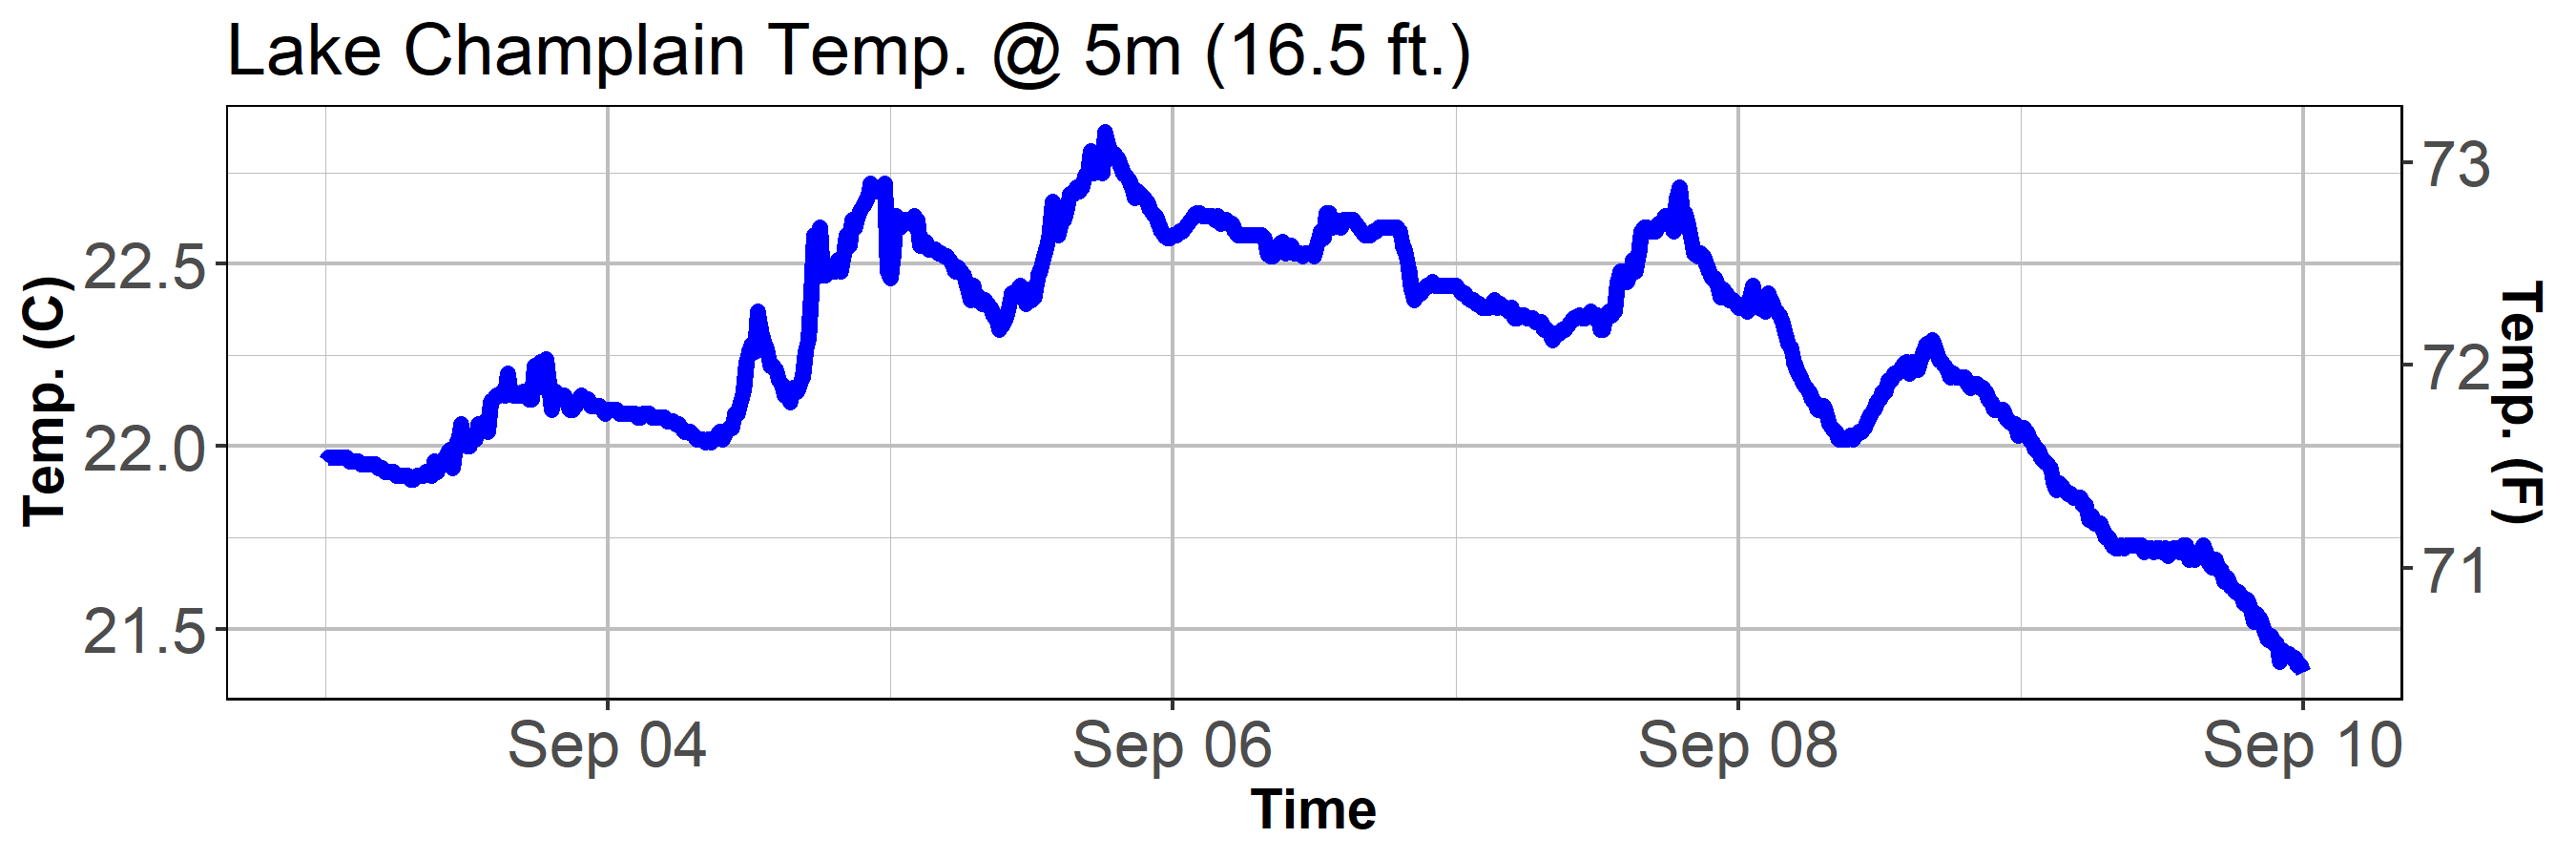 Lake Champlain Temp. @ 5m (16.5 ft.)
Temp. (C)
22.5
22.0
21.5
73
72
71
Temp. (F)
Sep 04
Sep 06
Sep 08
Sep 10
Time